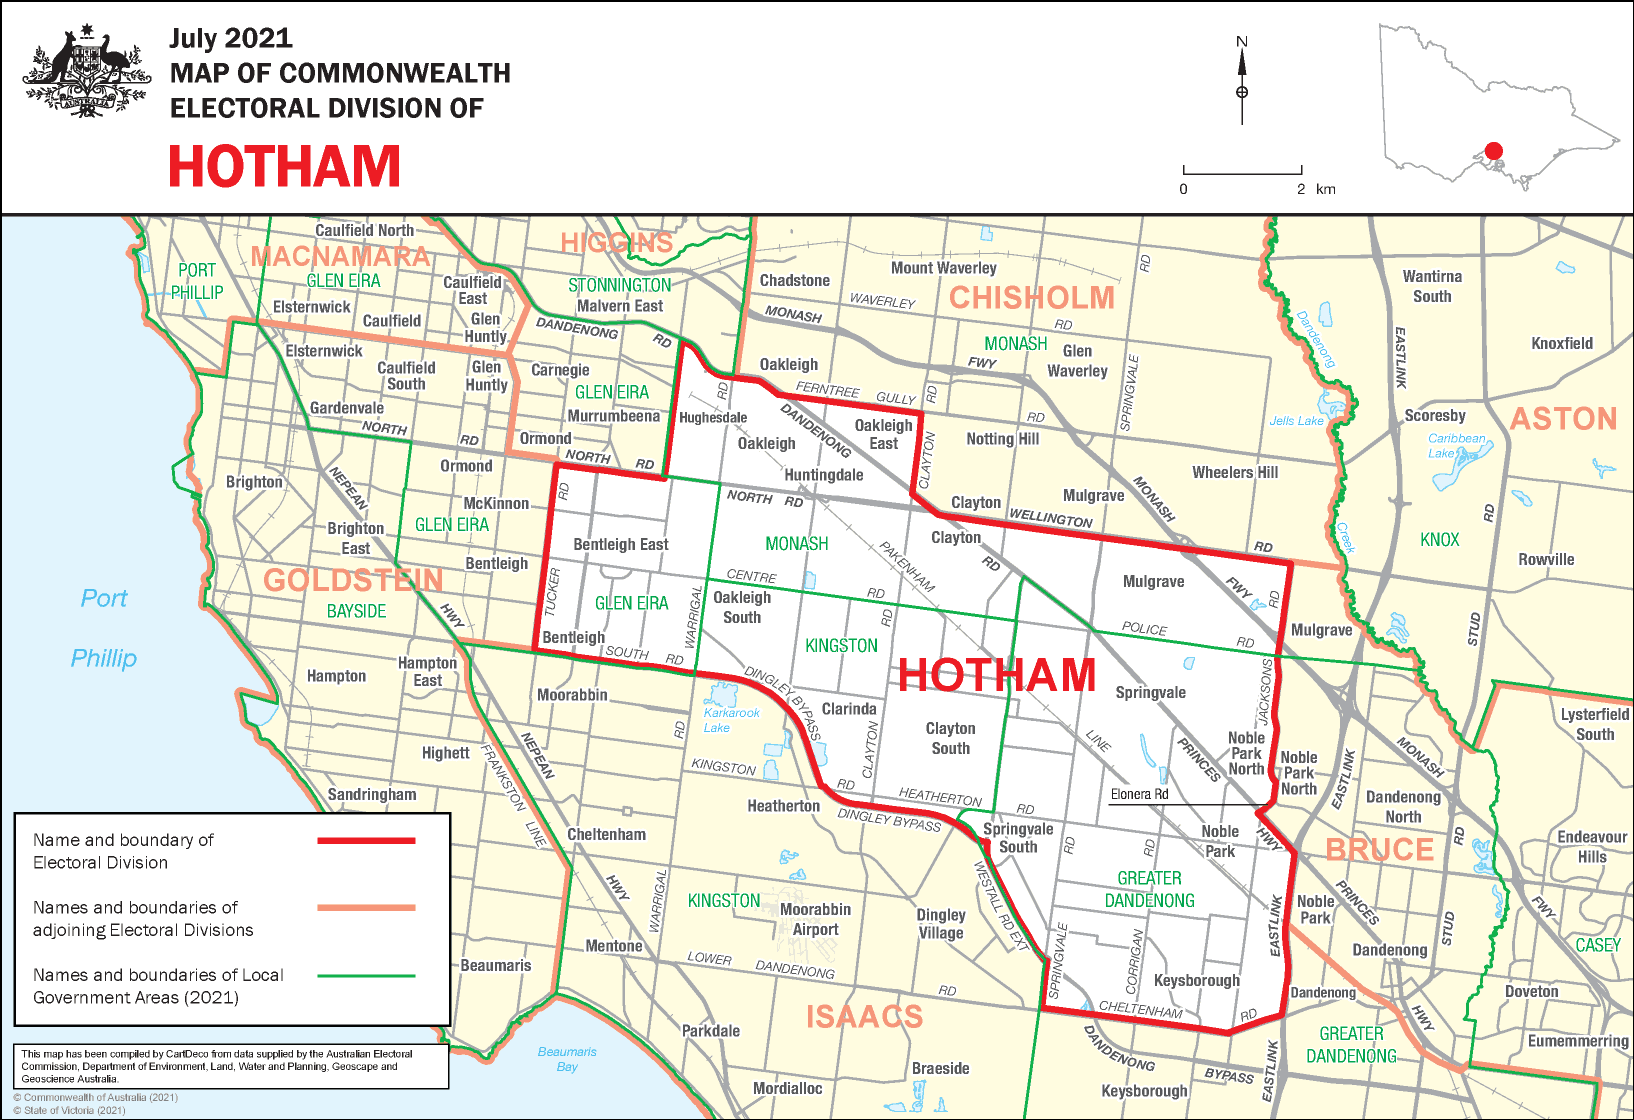 July 2021
MAP OF COMMONWEALTH
ELECTORAL DIVISION OF
HOTHAM
AUSTRALIA
N
0 2 km
Caulfield North
MACNAMARA
HIGGINS
PORT
PHILLIP
GLEN EIRA
Caulfield
East
STONNINGTON
Malvern East
Chadstone
Mount Waverley
RD
Wantirna
South
CHISHOLM
Elsternwick
Caulfield
Glen
Huntly
DANDENONG
RD
MONASH
WAVERLEY
RD
MONASH
Glen
Waverley
FWY
Dandenong
EASTLINK
Knoxfield
Elsternwick
Caulfield
South
Glen
Huntly
Carnegie
GLEN EIRA
Murrumbeena
Oakleigh
FERNTREE
GULLY
RD
RD
SPRINGVALE
Jells Lake
Scoresby
ASTON
Gardenvale
NORTH
RD
Ormond
Ormond
NORTH
RD
Hughesdale
RD
Oakleigh
DANDENONG
Oakleigh
East
CLAYTON
Notting Hill
Caribbean
Lake
Huntingdale
Wheelers Hill
Brighton
NEPEAN
McKinnon
RD
NORTH
RD
Clayton
Mulgrave
MONASH
WELLINGTON
RD
RD
Brighton
East
GLEN EIRA
Bentleigh East
MONASH
PAKENHAM
Clayton
RD
Creek
KNOX
Rowville
Bentleigh
GOLDSTEIN
BAYSIDE
HWY
TUCKER
GLEN EIRA
WARRIGAL
CENTRE
RD
Oakleigh
South
RD
Mulgrave
FWY
RD
Mulgrave
STUD
Port
Phillip
Bentleigh
SOUTH
RD
KINGSTON
HOTHAM
POLICE
RD
Hampton
Hampton
East
Moorabbin
DINGLEY BYPASS
Karkarook
Lake
RD
Clarinda
CLAYTON
Clayton
South
Springvale
JACKSONS
Lysterfield
South
Highett
FRANKSTON
LINE
NEPEAN
KINGSTON
RD
LINE
PRINCES
Noble
Park
North
Noble
Park
North
EASTLINK
MONASH
Sandringham
Heatherton
HEATHERTON
RD
DINGLEY BYPASS
Elonera Rd
Dandenong
North
RD
Endeavour
Hills
Cheltenham
HWY
WARRIGAL
Springvale
South
RD
RD
Noble
Park
HWY
BRUCE
KINGSTON
Moorabbin
Airport
Dingley
Village
WESTALL RD EXT
GREATER
DANDENONG
EASTLINK
Noble
Park
PRINCES
STUD
FWY
CASEY
Mentone
LOWER
DANDENONG
RD
SPRINGVALE
CORRIGAN
Keysborough
Dandenong
Dandenong
Beaumaris
ISAACS
CHELTENHAM
RD
Doveton
HWY
Parkdale
DANDENONG
BYPASS
EASTLINK
GREATER
DANDENONG
Eumemmerring
Beaumaris
Bay
Braeside
Keysborough
Mordialloc
Name and boundary of
Electoral Division
Names and boundaries of
adjoining Electoral Divisions
Names and boundaries of Local
Government Areas (2021)
This map has been compiled by CartDeco from data supplied by the Australian Electoral
Commission, Department of Environment, Land, Water and Planning, Geoscape and
Geoscience Australia.
© Commonwealth of Australia (2021)
© State of Victoria (2021)